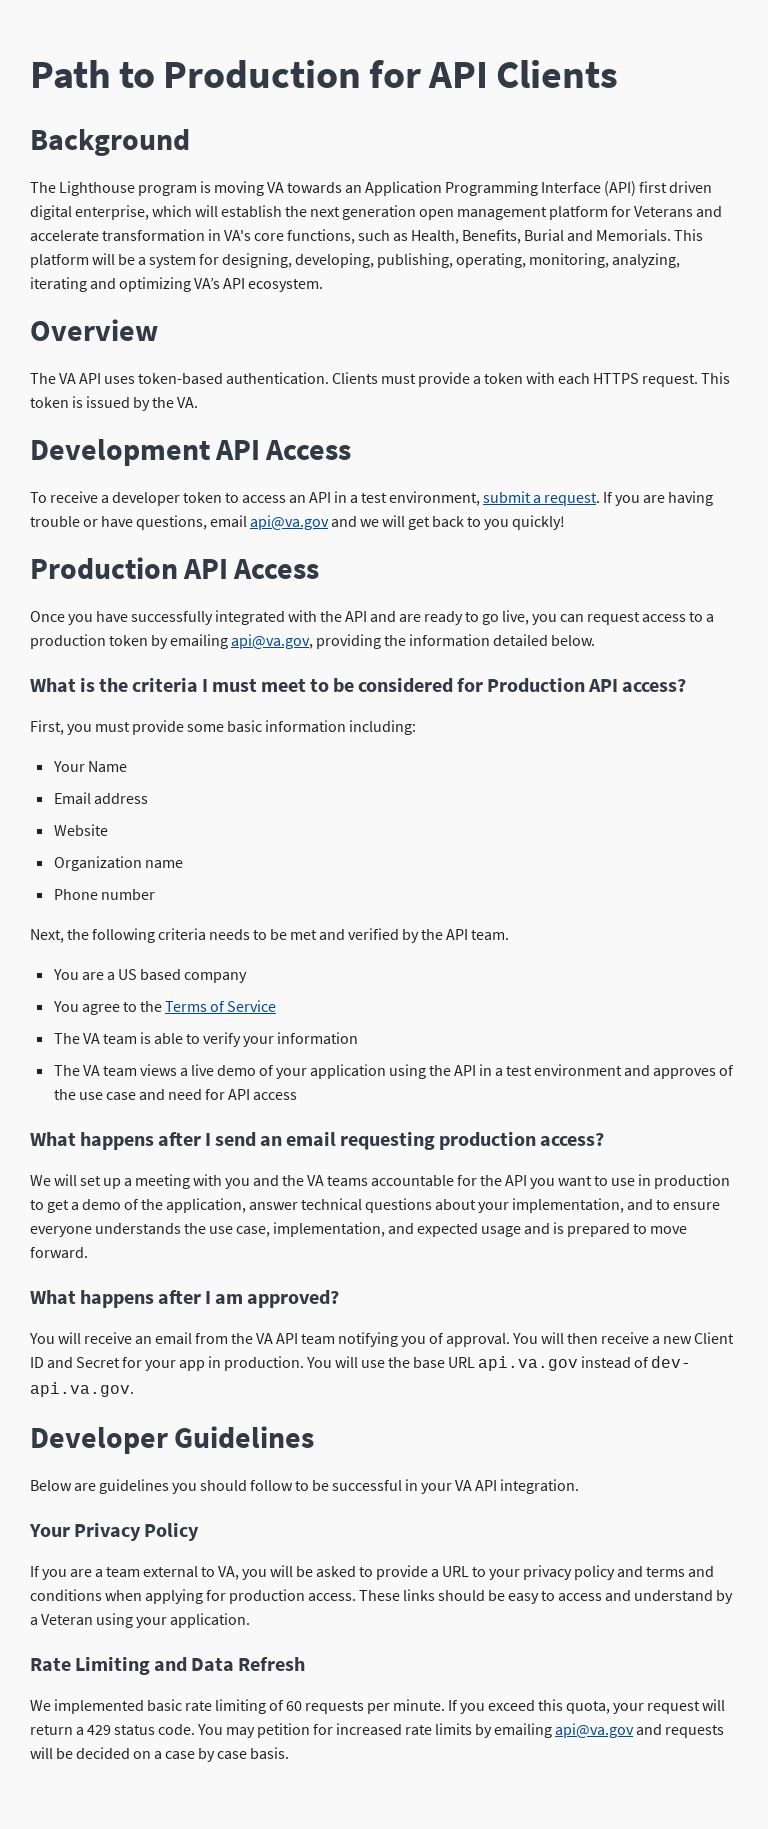 Path to Production for API Clients
Background
The Lighthouse program is moving VA towards an Application Programming Interface (API) first driven
digital enterprise, which will establish the next generation open management platform for Veterans and
accelerate transformation in VA's core functions, such as Health, Benefits, Burial and Memorials. This
platform will be a system for designing, developing, publishing, operating, monitoring, analyzing,
iterating and optimizing VA’s API ecosystem.
Overview
The VA API uses token-based authentication. Clients must provide a token with each HTTPS request. This
token is issued by the VA.
Development API Access
To receive a developer token to access an API in a test environment, submit a request. If you are having
trouble or have questions, email api@va.gov and we will get back to you quickly!
Production API Access
Once you have successfully integrated with the API and are ready to go live, you can request access to a
production token by emailing api@va.gov, providing the information detailed below.
What is the criteria I must meet to be considered for Production API access?
First, you must provide some basic information including:
▪ Your Name
▪ Email address
▪ Website
▪ Organization name
▪ Phone number
Next, the following criteria needs to be met and verified by the API team.
▪ You are a US based company
▪ You agree to the Terms of Service
▪ The VA team is able to verify your information
▪ The VA team views a live demo of your application using the API in a test environment and approves of
the use case and need for API access
What happens after I send an email requesting production access?
We will set up a meeting with you and the VA teams accountable for the API you want to use in production
to get a demo of the application, answer technical questions about your implementation, and to ensure
everyone understands the use case, implementation, and expected usage and is prepared to move
forward.
What happens after I am approved?
You will receive an email from the VA API team notifying you of approval. You will then receive a new Client
ID and Secret for your app in production. You will use the base URL api.va.gov instead of dev-
api.va.gov.
Developer Guidelines
Below are guidelines you should follow to be successful in your VA API integration.
Your Privacy Policy
If you are a team external to VA, you will be asked to provide a URL to your privacy policy and terms and
conditions when applying for production access. These links should be easy to access and understand by
a Veteran using your application.
Rate Limiting and Data Refresh
We implemented basic rate limiting of 60 requests per minute. If you exceed this quota, your request will
return a 429 status code. You may petition for increased rate limits by emailing api@va.gov and requests
will be decided on a case by case basis.